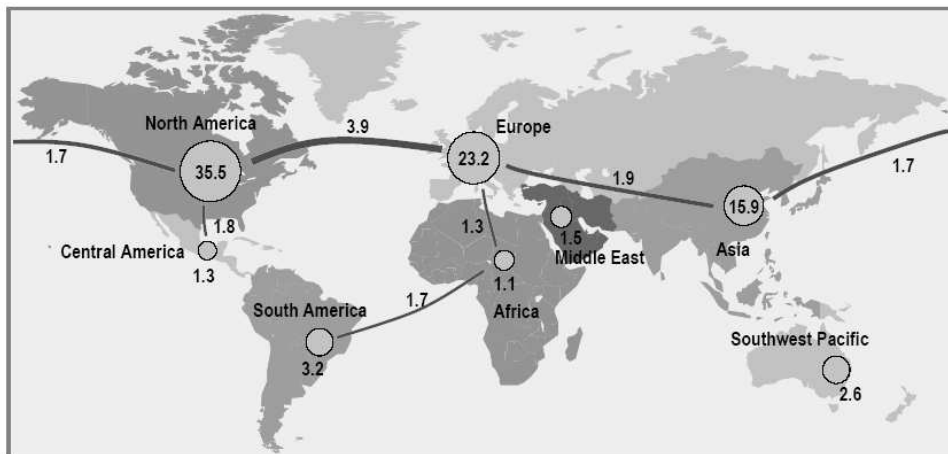 North America
3.9
Europe
1.7
35.5
23.2
1.9
1.7
15.9
1.8
1.3
Central America
1.3
1.5
Middle East
Asia
1.1
South America
1.7
Africa
3.2
Southwest Pacific
2.6